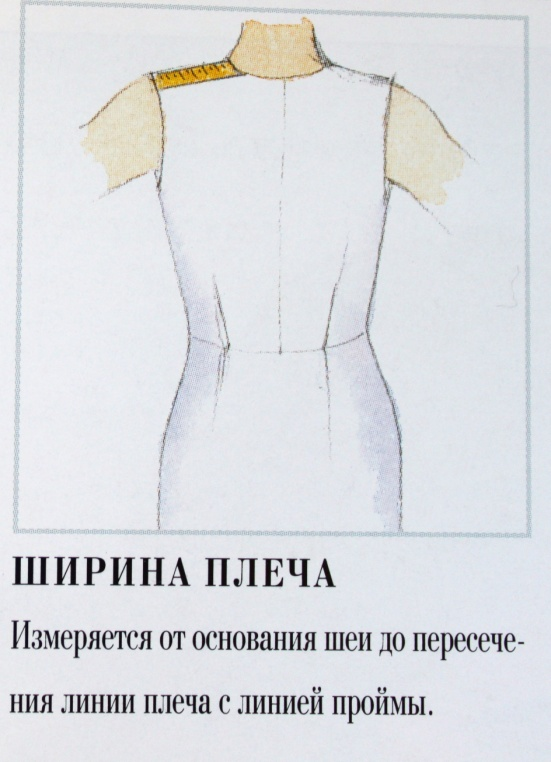 ШИРИНА ПЛЕЧА
Измеряется от основания шеи до пересече-
ния линии плеча с линией проймы.